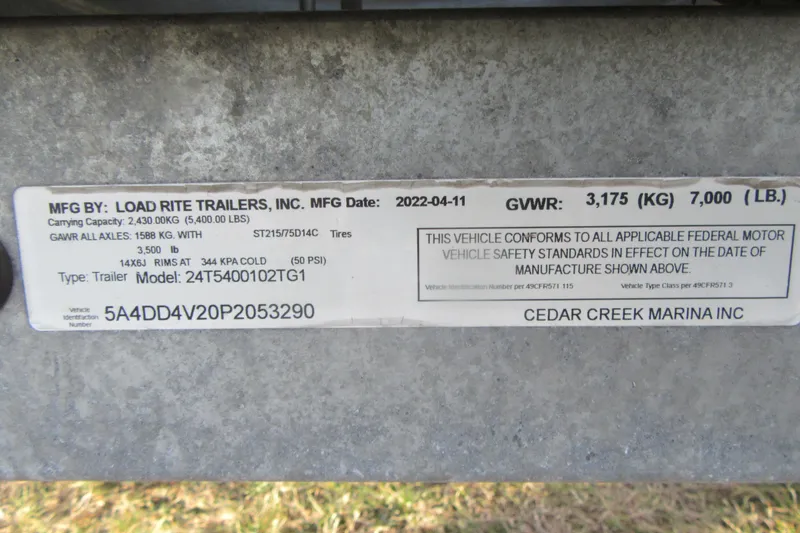 MFG BY: LOAD RITE TRAILERS, INC. MFG Date: 2022-04-11 GVWR: 3,175 (KG) 7,000 (LB.)
Carrying Capacity: 2,430.00KG (5,400.00 LBS)
GAWR ALL AXLES: 1588 KG. WITH ST215/75D14C Tires
3,500 lb
14X6J RIMS AT 344 KPA COLD (50 PSI)
Type: Trailer Model: 24T5400102TG1
Vehicle Identification Number 5A4DD4V20P2053290
THIS VEHICLE CONFORMS TO ALL APPLICABLE FEDERAL MOTOR
VEHICLE SAFETY STANDARDS IN EFFECT ON THE DATE OF
MANUFACTURE SHOWN ABOVE.
Vehicle Identification Number per 49CFR571 115 Vehicle Type Class per 49CFR571 3
CEDAR CREEK MARINA INC